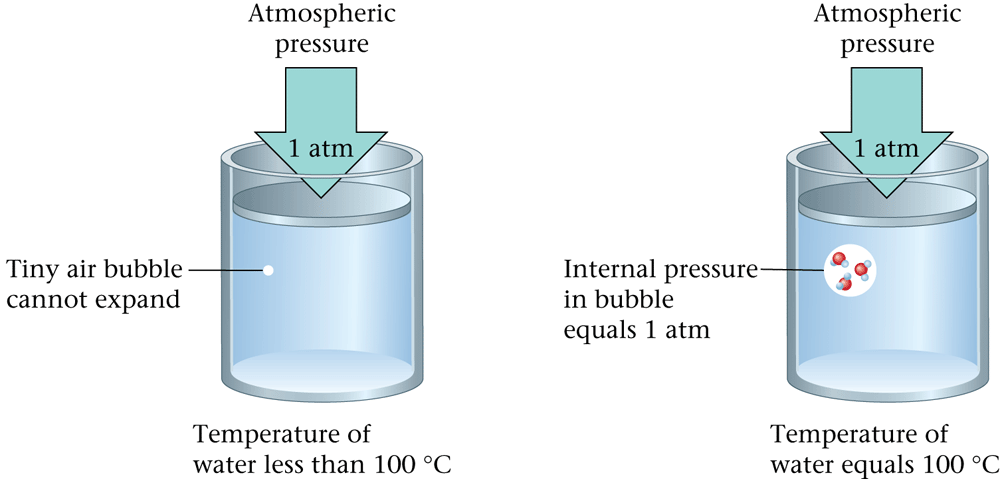 Atmospheric
pressure
1 atm
Tiny air bubble
cannot expand
Temperature of
water less than 100 °C
Atmospheric
pressure
1 atm
Internal pressure
in bubble
equals 1 atm
Temperature of
water equals 100 °C